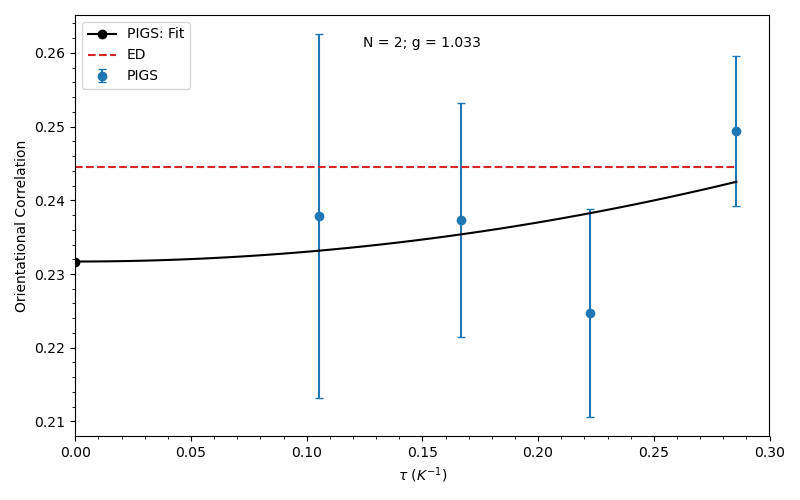 PIGS: Fit
ED
PIGS
N = 2; g = 1.033
Orientational Correlation
0.26
0.25
0.24
0.23
0.22
0.21
0.00 0.05 0.10 0.15 0.20 0.25 0.30
τ (K⁻¹)